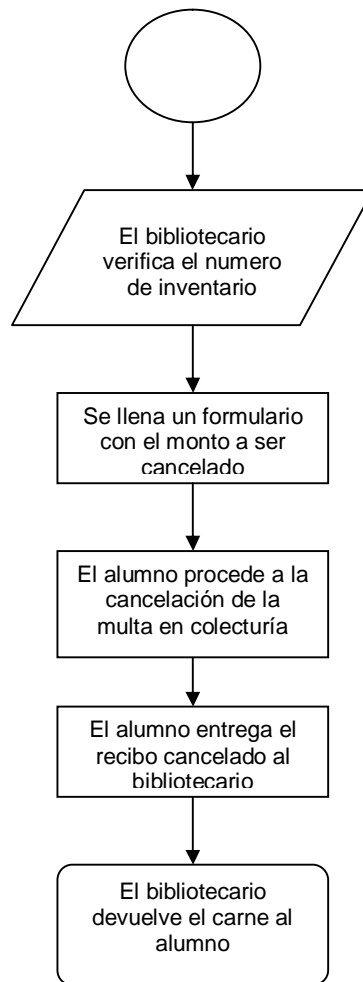 El bibliotecario
verifica el numero
de inventario
Se llena un formulario
con el monto a ser
cancelado
El alumno procede a la
cancelación de la
multa en colecturía
El alumno entrega el
recibo cancelado al
bibliotecario
El bibliotecario
devuelve el carne al
alumno